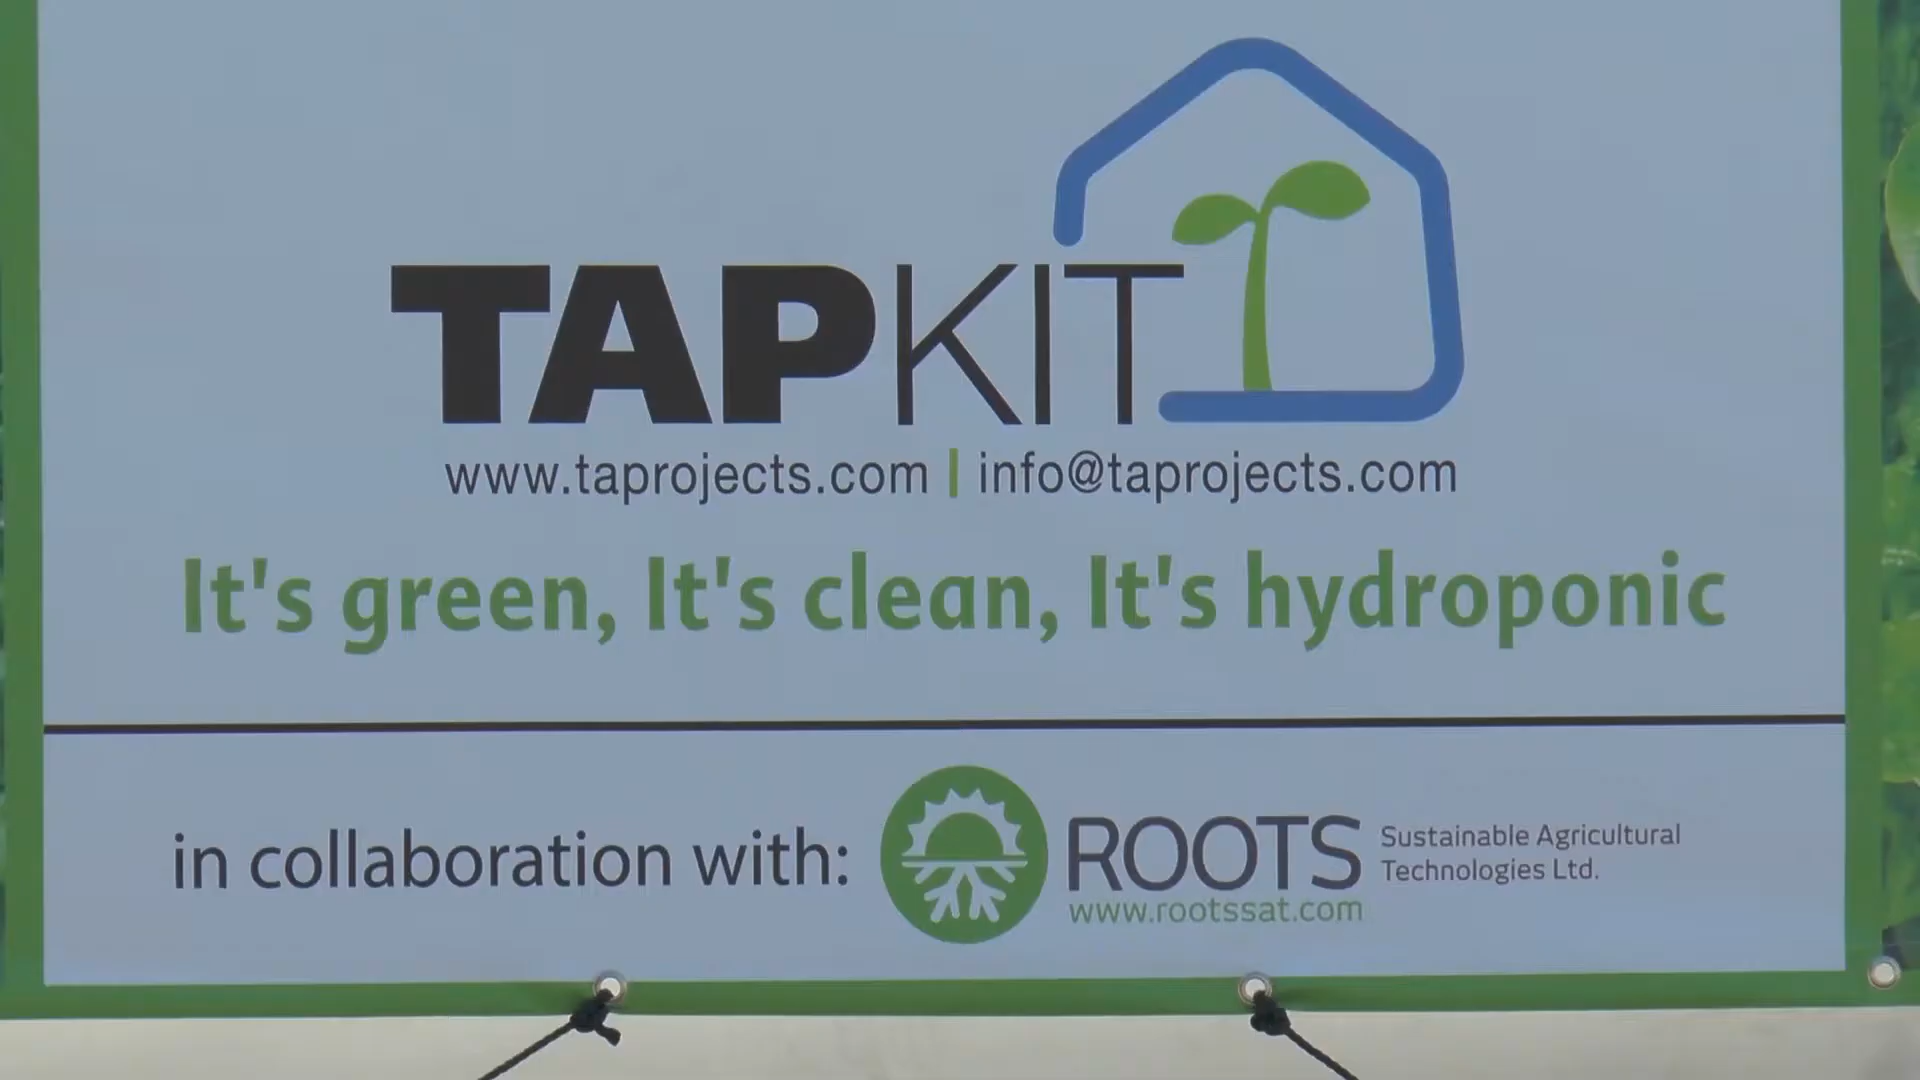 TAPKIT
www.taprojects.com | info@taprojects.com
It's green, It's clean, It's hydroponic
in collaboration with:
ROOTS
www.rootssat.com
Sustainable Agricultural
Technologies Ltd.